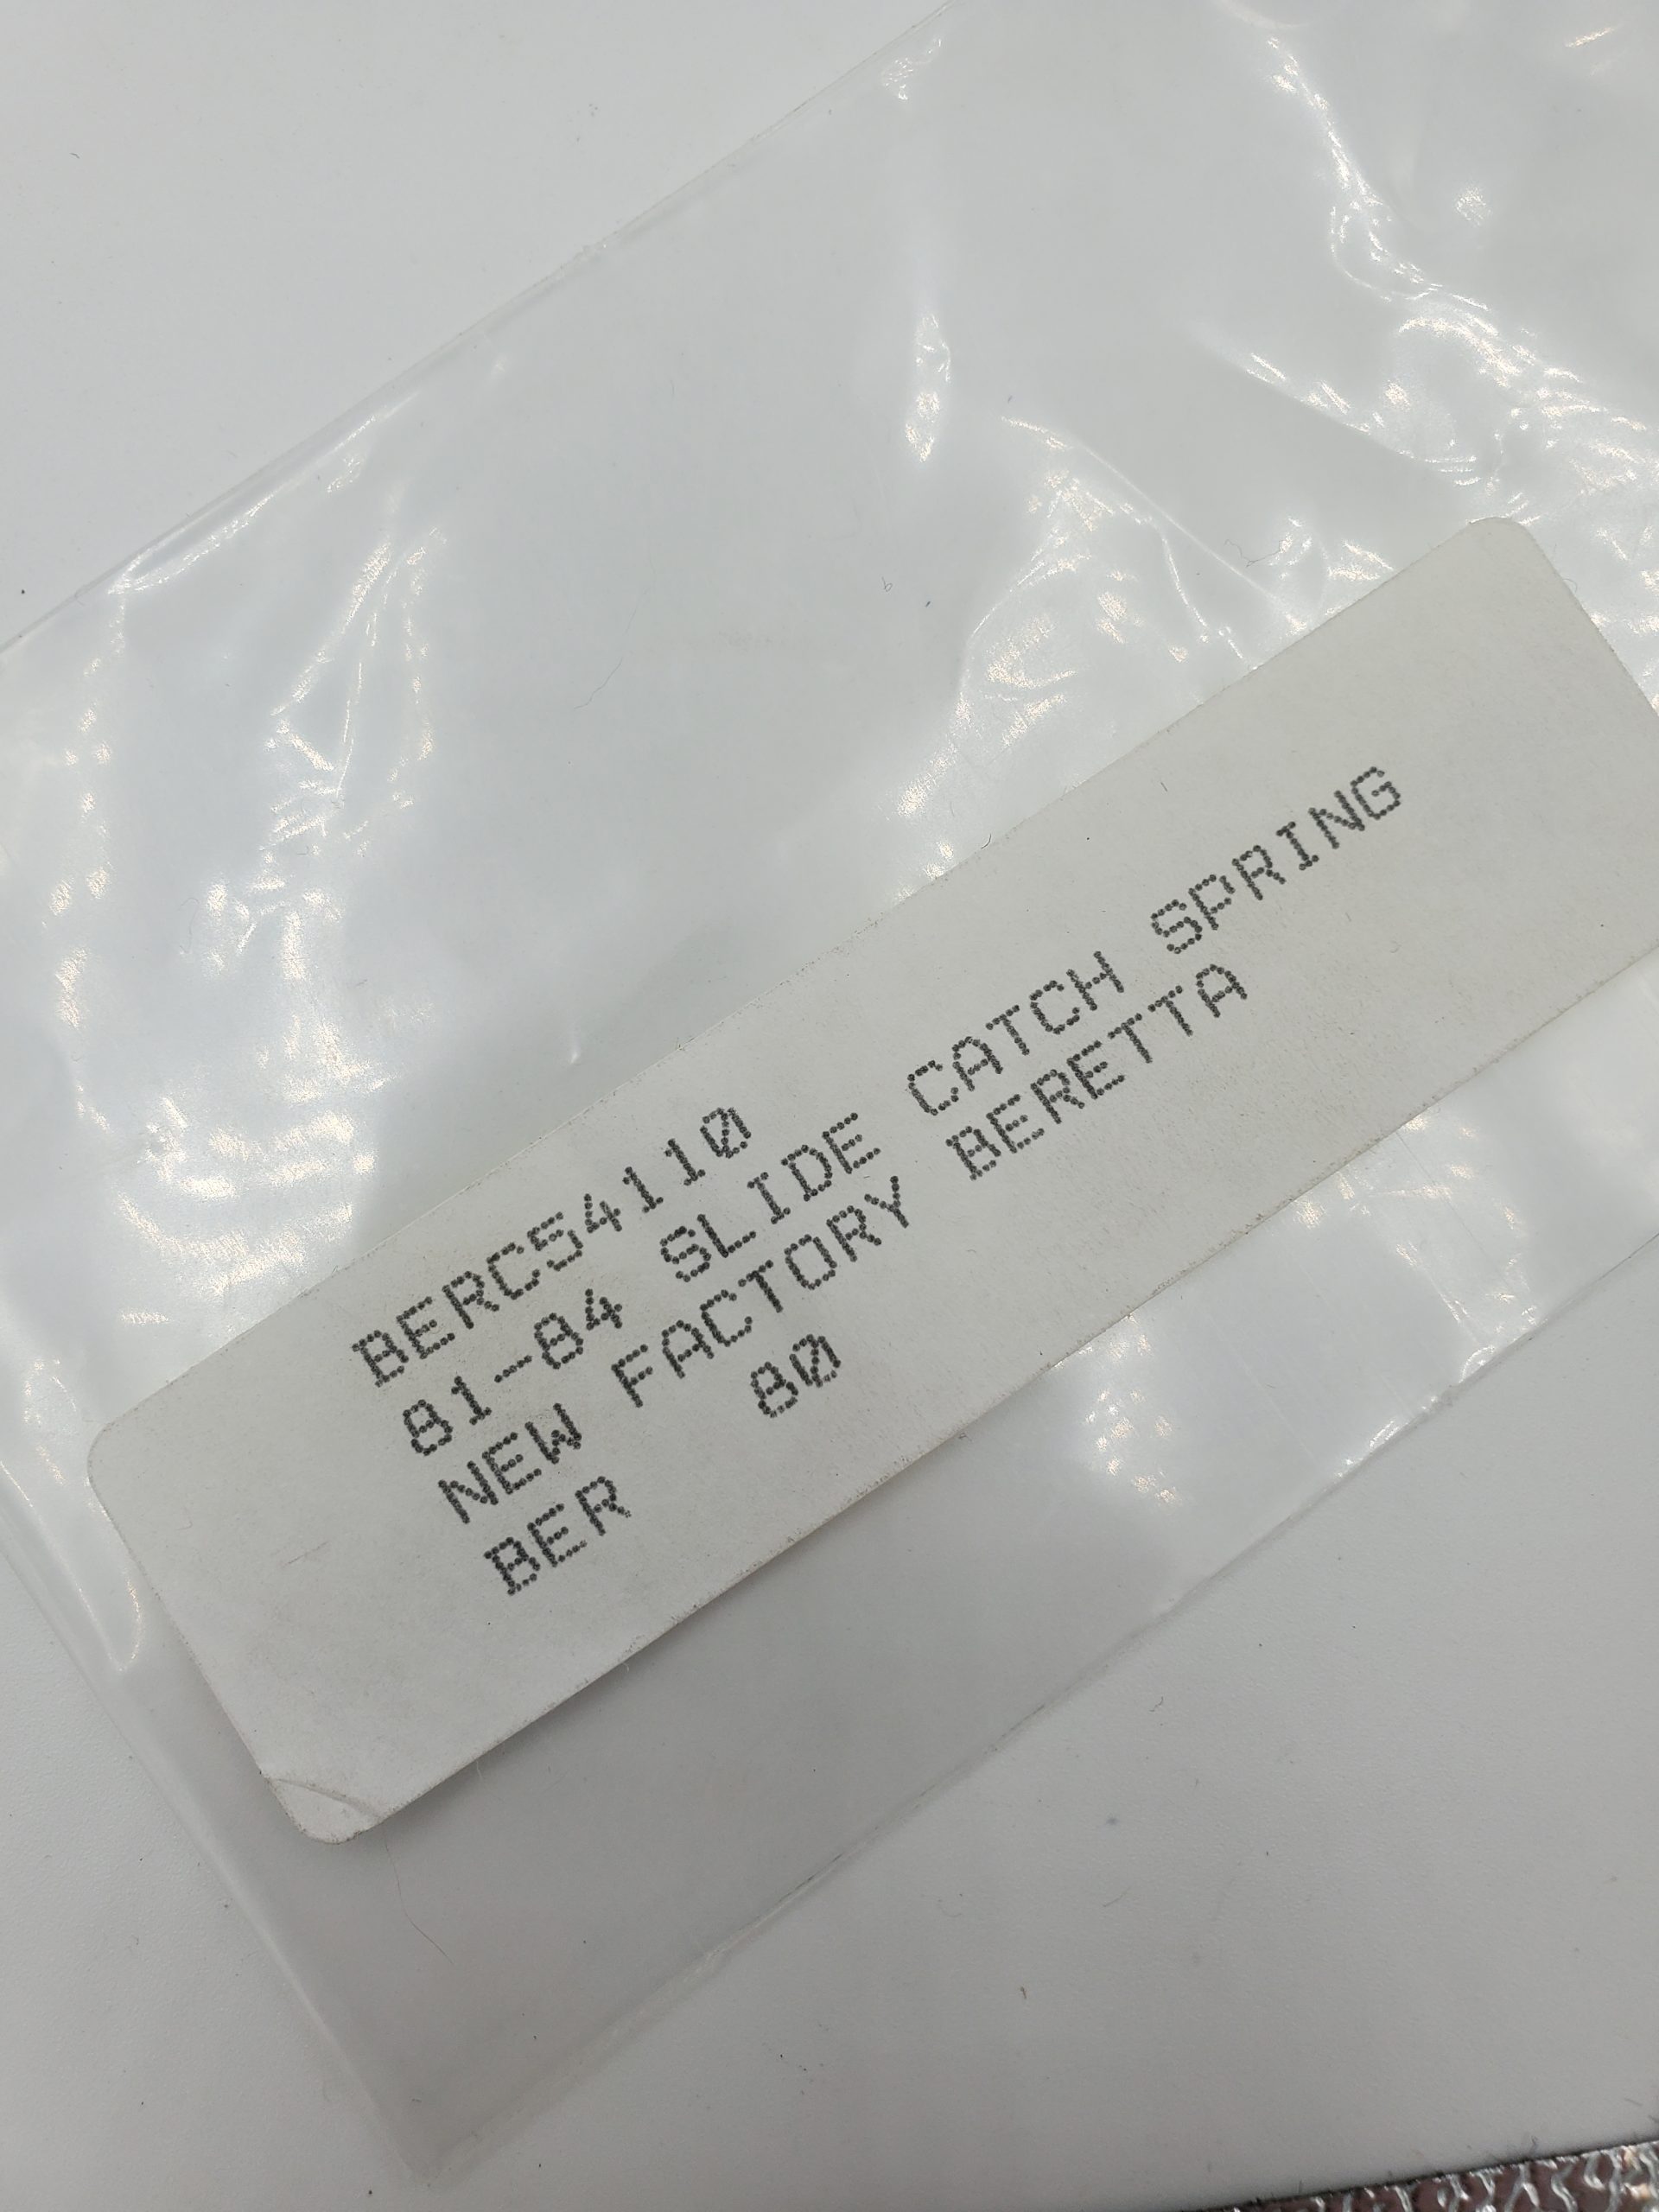 BERC54110
81-84 SLIDE CATCH SPRING
NEW FACTORY BERETTA
BER 80